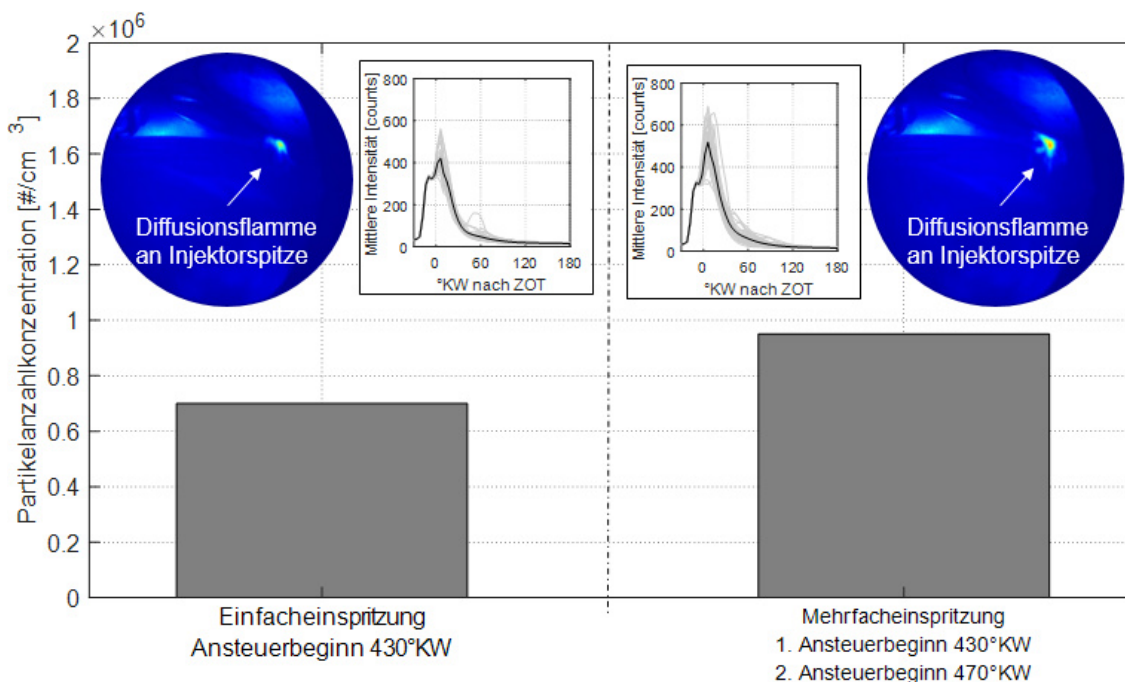 ×10⁶
2
1.8
1.6
1.4
1.2
1
0.8
0.6
0.4
0.2
0
Partikelanzahlkonzentration [#/cm³]
Diffusionsflamme
an Injektorspitze
Mittlere Intensität [counts]
800
600
400
200
0
0 60 120 180
°KW nach ZOT
Mittlere Intensität [counts]
800
600
400
200
0
0 60 120 180
°KW nach ZOT
Diffusionsflamme
an Injektorspitze
Einfacheinspritzung
Ansteuerbeginn 430°KW
Mehrfacheinspritzung
1. Ansteuerbeginn 430°KW
2. Ansteuerbeginn 470°KW